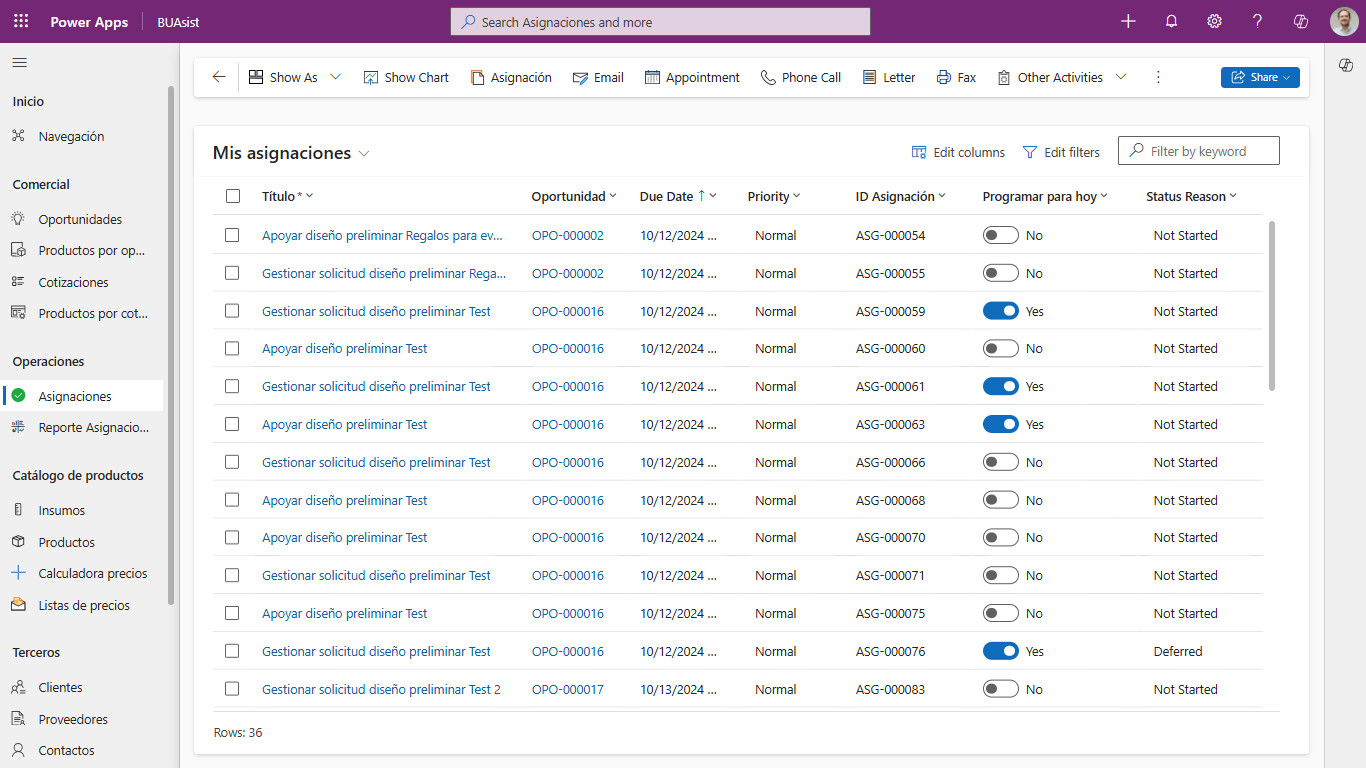 Power Apps
BUAsist
Search Asignaciones and more
Inicio
Navegación
Comercial
Oportunidades
Productos por op...
Cotizaciones
Productos por cot...
Operaciones
Asignaciones
Reporte Asignacio...
Catálogo de productos
Insumos
Productos
Calculadora precios
Listas de precios
Terceros
Clientes
Proveedores
Contactos
Show As Show Chart Asignación Email Appointment Phone Call Letter Fax Other Activities Share
Mis asignaciones
Edit columns Edit filters Filter by keyword
Título* Oportunidad Due Date ↑ Priority ID Asignación Programar para hoy Status Reason
Apoyar diseño preliminar Regalos para ev... OPO-000002 10/12/2024 ... Normal ASG-000054 No Not Started
Gestionar solicitud diseño preliminar Rega... OPO-000002 10/12/2024 ... Normal ASG-000055 No Not Started
Gestionar solicitud diseño preliminar Test OPO-000016 10/12/2024 ... Normal ASG-000059 Yes Not Started
Apoyar diseño preliminar Test OPO-000016 10/12/2024 ... Normal ASG-000060 No Not Started
Gestionar solicitud diseño preliminar Test OPO-000016 10/12/2024 ... Normal ASG-000061 Yes Not Started
Apoyar diseño preliminar Test OPO-000016 10/12/2024 ... Normal ASG-000063 Yes Not Started
Gestionar solicitud diseño preliminar Test OPO-000016 10/12/2024 ... Normal ASG-000066 No Not Started
Apoyar diseño preliminar Test OPO-000016 10/12/2024 ... Normal ASG-000068 No Not Started
Apoyar diseño preliminar Test OPO-000016 10/12/2024 ... Normal ASG-000070 No Not Started
Gestionar solicitud diseño preliminar Test OPO-000016 10/12/2024 ... Normal ASG-000071 No Not Started
Apoyar diseño preliminar Test OPO-000016 10/12/2024 ... Normal ASG-000075 No Not Started
Gestionar solicitud diseño preliminar Test OPO-000016 10/12/2024 ... Normal ASG-000076 Yes Deferred
Gestionar solicitud diseño preliminar Test 2 OPO-000017 10/13/2024 ... Normal ASG-000083 No Not Started
Rows: 36